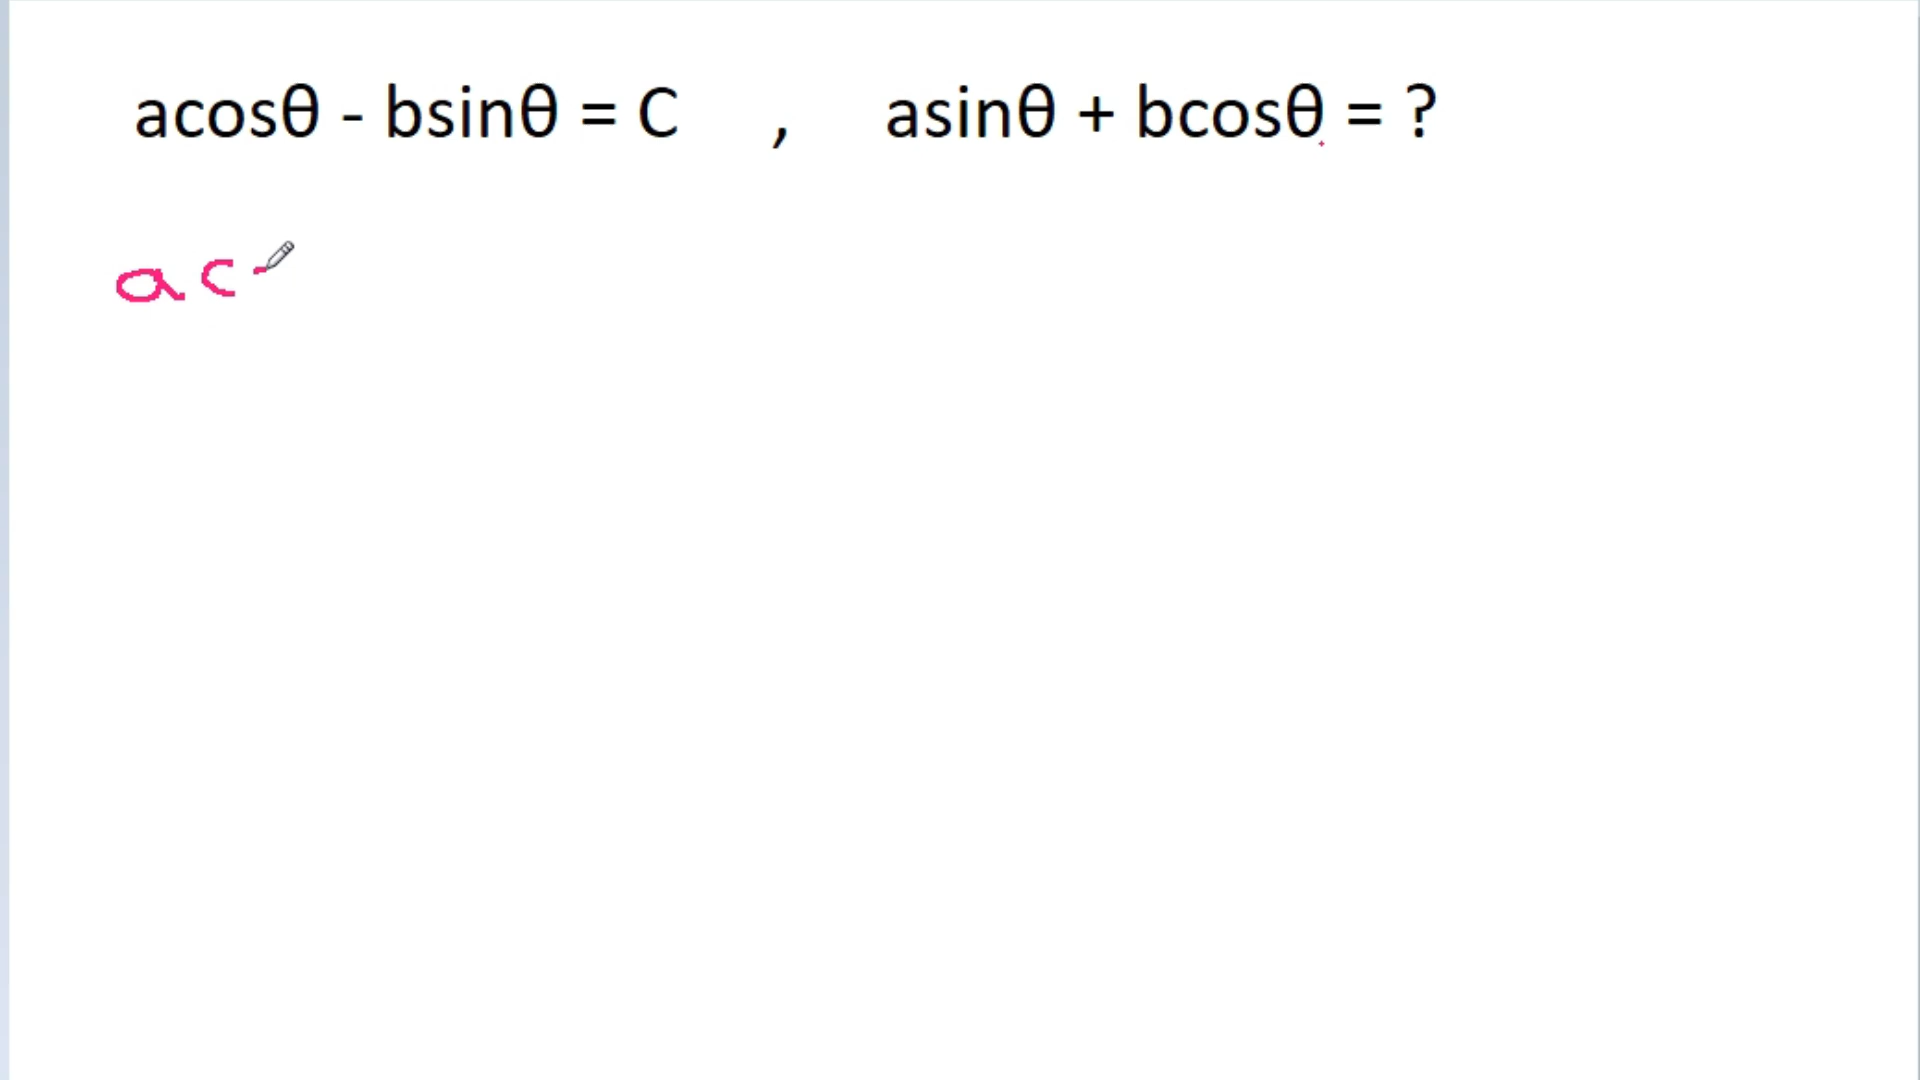 acosθ - bsinθ = C , asinθ + bcosθ = ?
ac